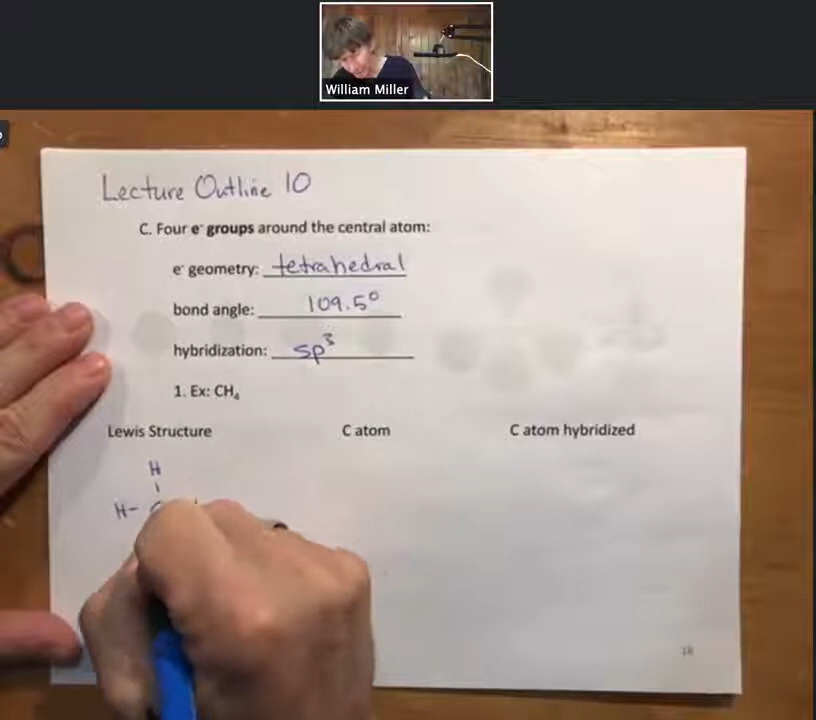 William Miller
Lecture Outline 10
C. Four e⁻ groups around the central atom:
e⁻ geometry: tetrahedral
bond angle: 109.5°
hybridization: sp³
1. Ex: CH₄
Lewis Structure C atom C atom hybridized
H
H-
18